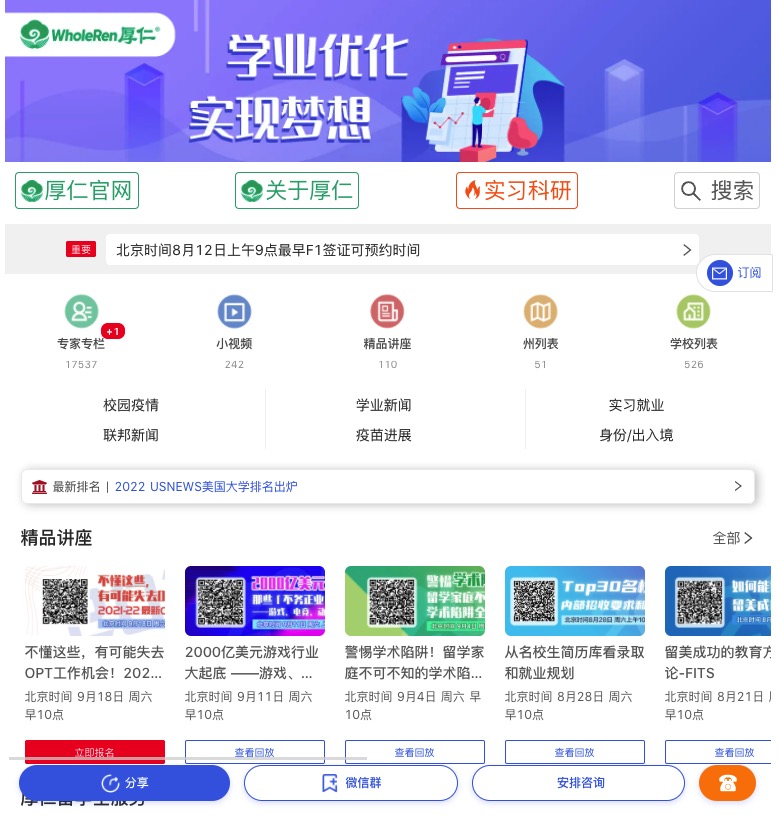 WholeRen厚仁®
学业优化
实现梦想
厚仁官网
关于厚仁
实习科研
搜索
重要
北京时间8月12日上午9点最早F1签证可预约时间
订阅
专家专栏
+1
17537
小视频
242
精品讲座
110
州列表
51
学校列表
526
校园疫情
学业新闻
实习就业
联邦新闻
疫苗进展
身份/出入境
最新排名 | 2022 USNEWS美国大学排名出炉
精品讲座
全部
不懂这些,
有可能失去
2021-22最新
2000亿美元
——游戏、电竞、
警惕学术
留学家庭不
学术陷阱全
Top30名校
内部招收要求
北京时间8月28日 周六上午10
如何能
留美成
不懂这些，有可能失去
OPT工作机会！202...
北京时间 9月18日 周六
早10点
立即报名
2000亿美元游戏行业
大起底 ——游戏、...
北京时间 9月11日 周六
早10点
查看回放
警惕学术陷阱！留学家
庭不可不知的学术陷...
北京时间 9月4日 周六 早
10点
查看回放
从名校生简历库看录取
和就业规划
北京时间 8月28日 周六
早10点
查看回放
留美成功的教育方
论-FITS
北京时间 8月21日
早10点
查看回放
分享
微信群
安排咨询
厚仁留学生服务